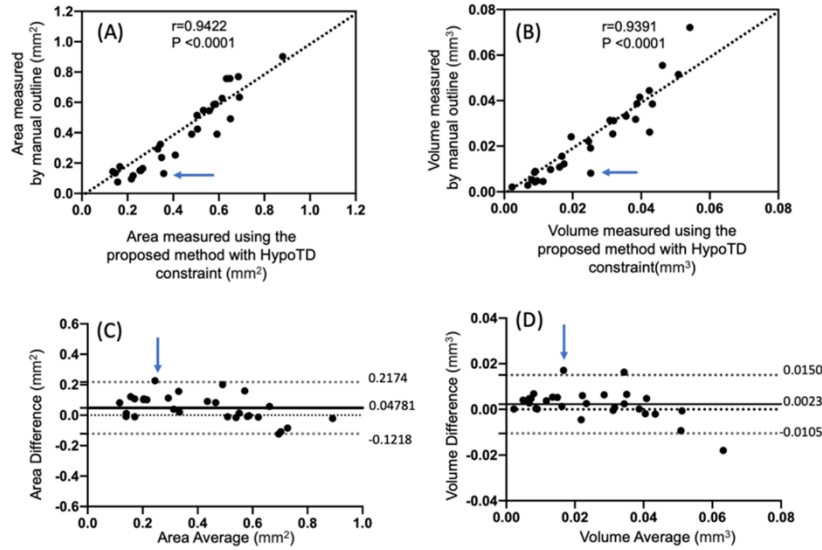 (A)
r=0.9422
P <0.0001
Area measured
by manual outline (mm²)
1.2
1.0
0.8
0.6
0.4
0.2
0.0
0.0 0.2 0.4 0.6 0.8 1.0 1.2
Area measured using the
proposed method with HypoTD
constraint (mm²)
(B)
r=0.9391
P <0.0001
Volume measured
by manual outline (mm³)
0.08
0.06
0.04
0.02
0.00
0.00 0.02 0.04 0.06 0.08
Volume measured using the
proposed method with HypoTD
constraint(mm³)
(C)
Area Difference (mm²)
0.6
0.4
0.2
0.0
-0.2
-0.4
-0.6
0.2174
0.04781
-0.1218
0.0 0.2 0.4 0.6 0.8 1.0
Area Average (mm²)
(D)
Volume Difference (mm³)
0.04
0.02
0.00
-0.02
-0.04
0.0150
0.0023
-0.0105
0.00 0.02 0.04 0.06 0.08
Volume Average (mm³)